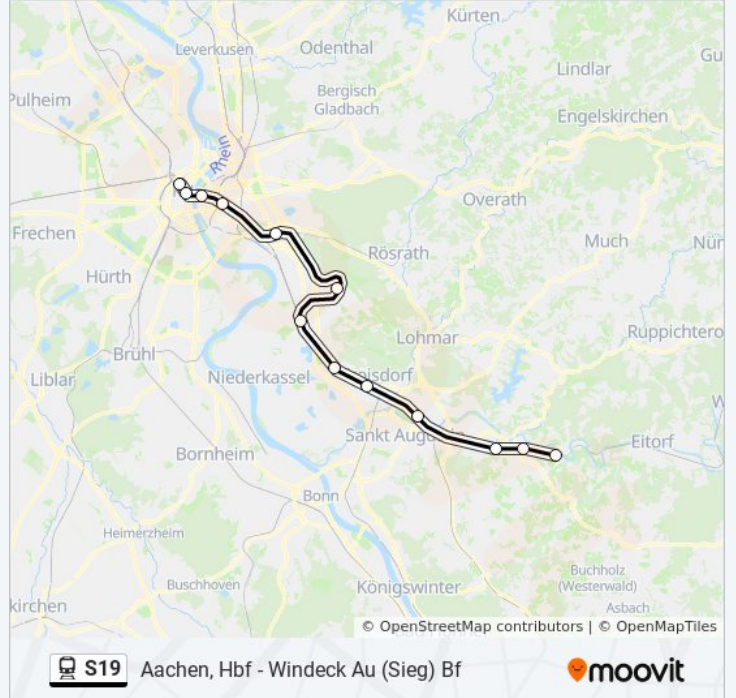 Kürten
Leverkusen
Odenthal
Gu
Lindlar
Pulheim
Bergisch
Gladbach
Engelskirchen
Rhein
Overath
Frechen
Much
Nür
Rösrath
Hürth
Ruppichtero
Lohmar
Brühl
Liblar
Niederkassel
oisdorf
W
Sankt Augu
Eitorf
Bornheim
Bonn
Heimerzheim
Buchholz
(Westerwald)
Buschhoven
Königswinter
kirchen
Asbach
© OpenStreetMap contributors | © OpenMapTiles
S19 Aachen, Hbf - Windeck Au (Sieg) Bf
moovit